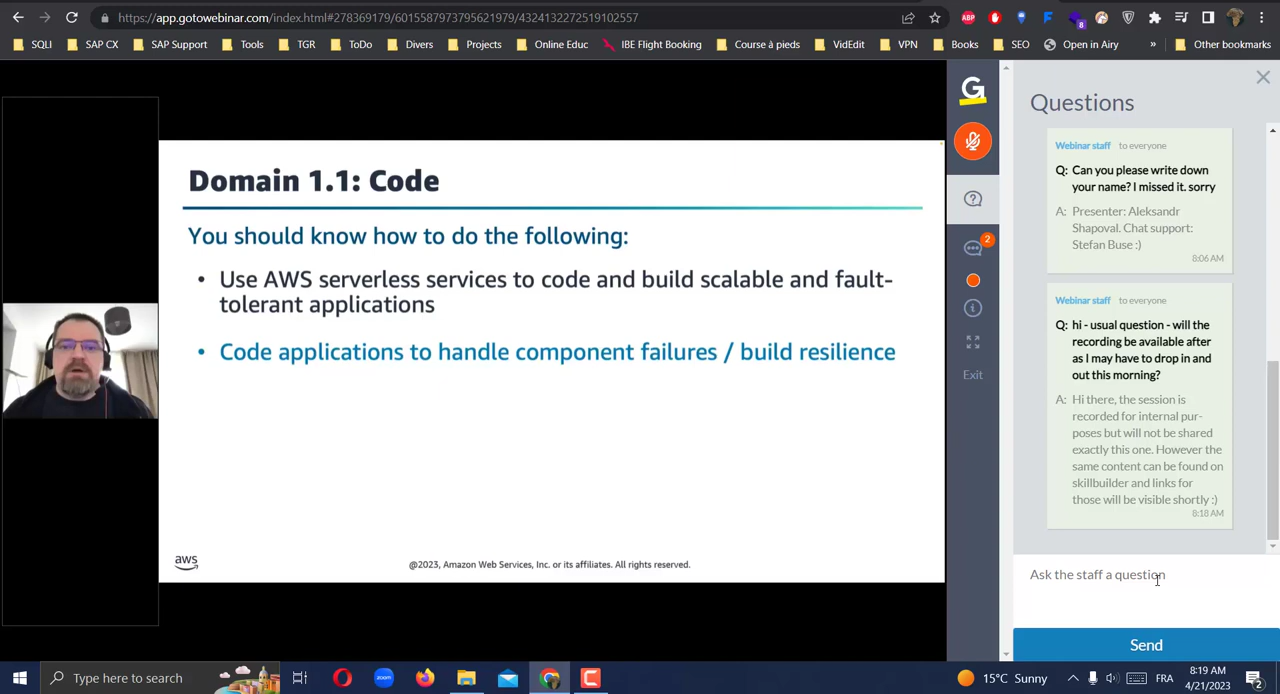 https://app.gotowebinar.com/index.html#278369179/6015587973795621979/4324132272519102557
ABP
8
SQLI
SAP CX
SAP Support
Tools
TGR
ToDo
Divers
Projects
Online Educ
IBE Flight Booking
Course à pieds
VidEdit
VPN
Books
SEO
Open in Airy
»
Other bookmarks
Domain 1.1: Code
You should know how to do the following:
• Use AWS serverless services to code and build scalable and fault-
tolerant applications
• Code applications to handle component failures / build resilience
aws
@2023, Amazon Web Services, Inc. or its affiliates. All rights reserved.
G
2
Exit
Questions
Webinar staff to everyone
Q: Can you please write down
your name? I missed it. sorry
A: Presenter: Aleksandr
Shapoval. Chat support:
Stefan Buse :)
8:06 AM
Webinar staff to everyone
Q: hi - usual question - will the
recording be available after
as I may have to drop in and
out this morning?
A: Hi there, the session is
recorded for internal pur-
poses but will not be shared
exactly this one. However the
same content can be found on
skillbuilder and links for
those will be visible shortly :)
8:18 AM
Ask the staff a question
Send
Type here to search
zoom
15°C Sunny
FRA
8:19 AM
4/21/2023
2